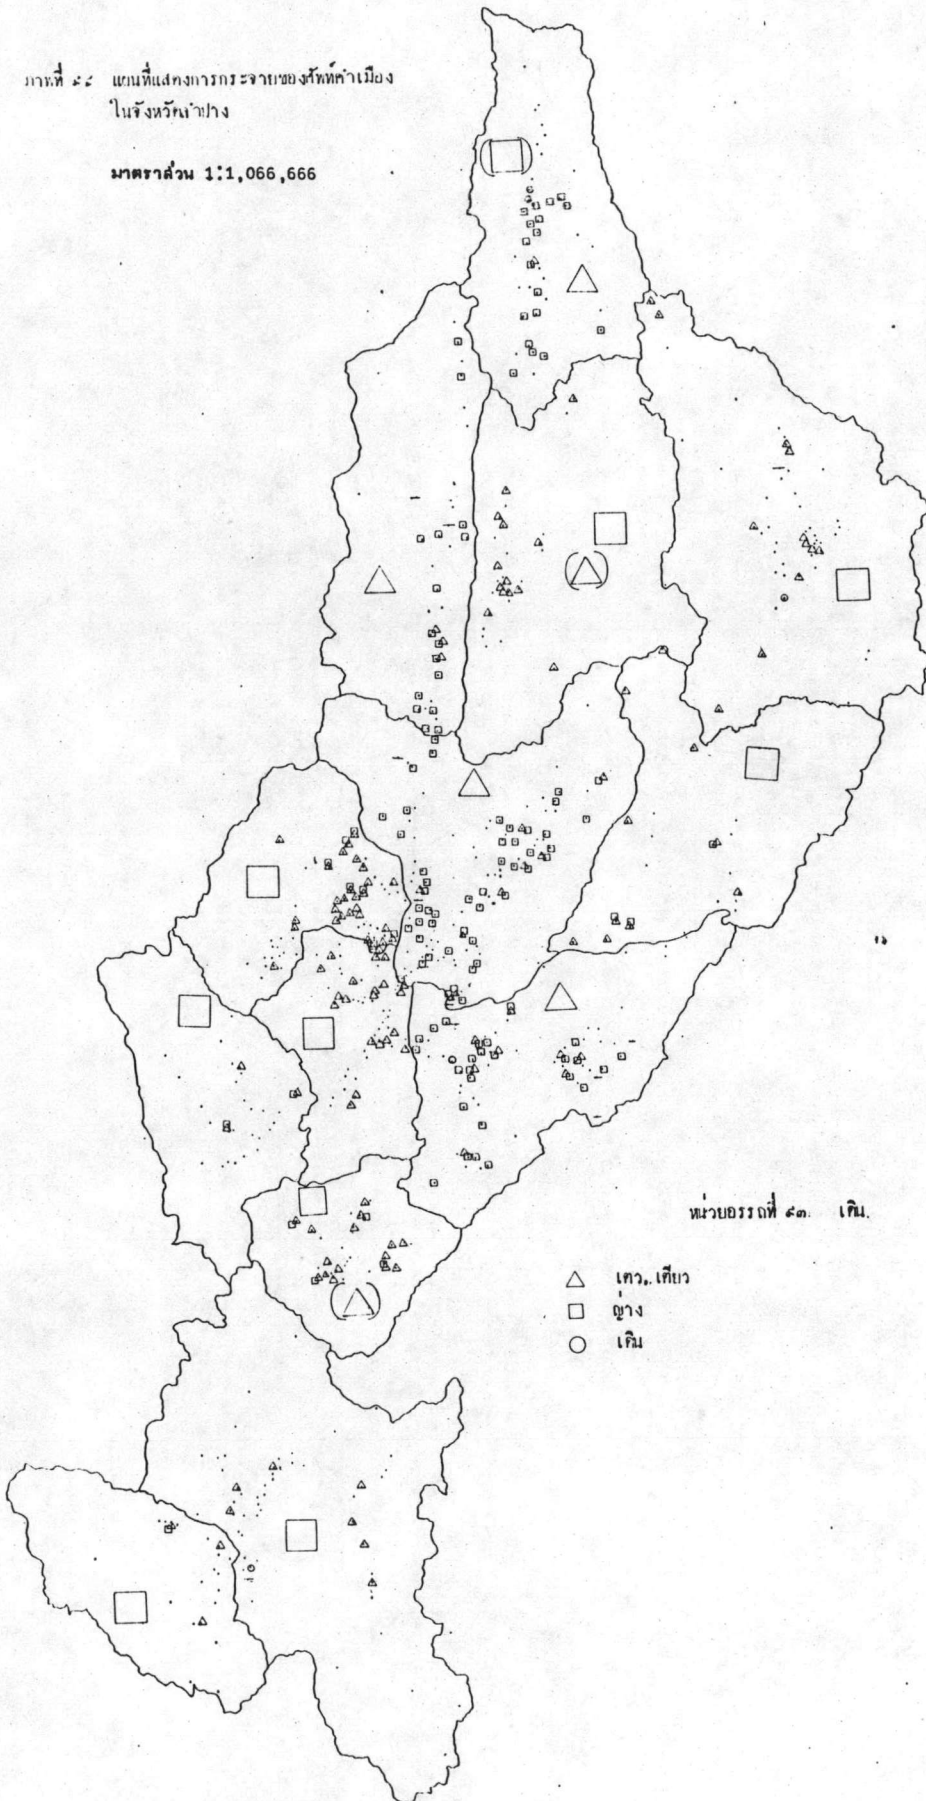 ภาพที่ ๔๔ แผนที่แสดงการกระจายของศัพท์คำเมือง
ในจังหวัดลำปาง
มาตราส่วน 1:1,066,666
หน่วยอรรถที่ ๔๓. เดิน.
△ เตว, เตียว
□ ญ่าง
○ เดิน